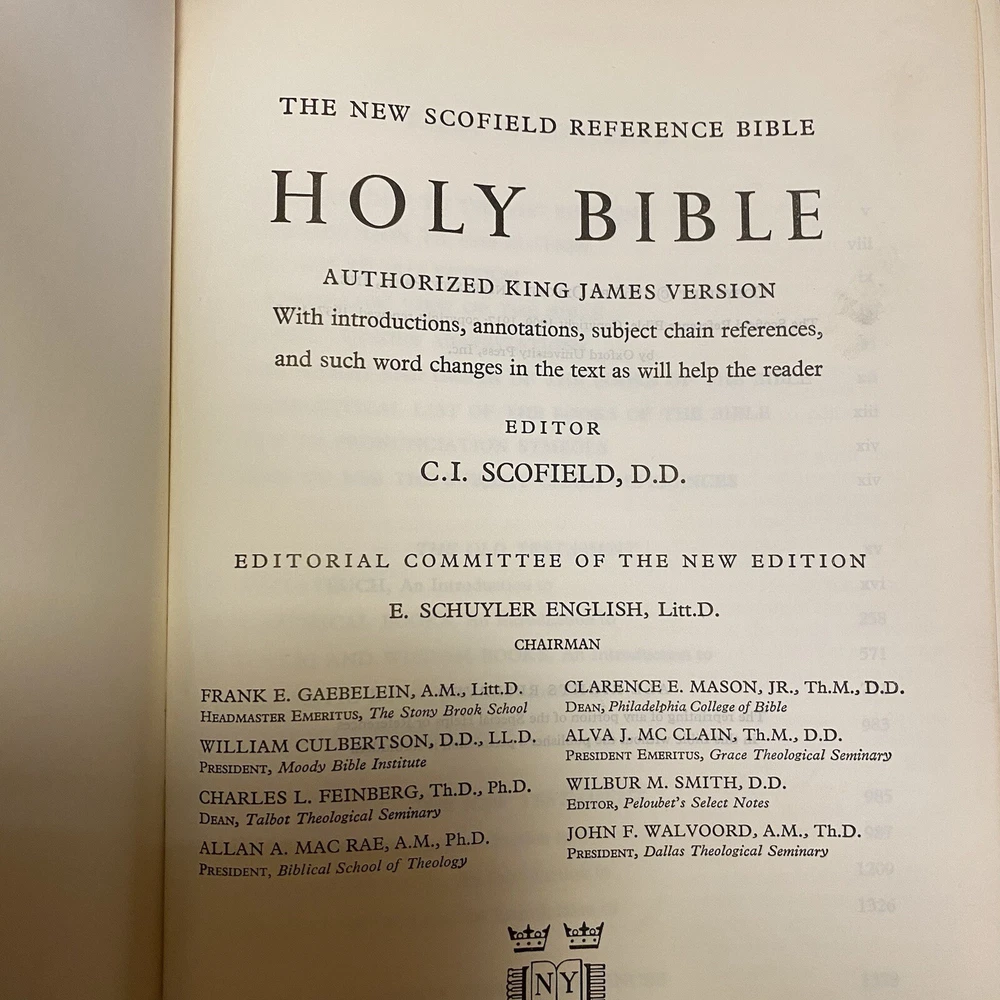 THE NEW SCOFIELD REFERENCE BIBLE
HOLY BIBLE
AUTHORIZED KING JAMES VERSION
With introductions, annotations, subject chain references,
and such word changes in the text as will help the reader
EDITOR
C.I. SCOFIELD, D.D.
EDITORIAL COMMITTEE OF THE NEW EDITION
E. SCHUYLER ENGLISH, Litt.D.
CHAIRMAN
FRANK E. GAEBELEIN, A.M., Litt.D.
HEADMASTER EMERITUS, The Stony Brook School
WILLIAM CULBERTSON, D.D., LL.D.
PRESIDENT, Moody Bible Institute
CHARLES L. FEINBERG, Th.D., Ph.D.
DEAN, Talbot Theological Seminary
ALLAN A. MAC RAE, A.M., Ph.D.
PRESIDENT, Biblical School of Theology
CLARENCE E. MASON, JR., Th.M., D.D.
DEAN, Philadelphia College of Bible
ALVA J. MC CLAIN, Th.M., D.D.
PRESIDENT EMERITUS, Grace Theological Seminary
WILBUR M. SMITH, D.D.
EDITOR, Peloubet's Select Notes
JOHN F. WALVOORD, A.M., Th.D.
PRESIDENT, Dallas Theological Seminary
NY